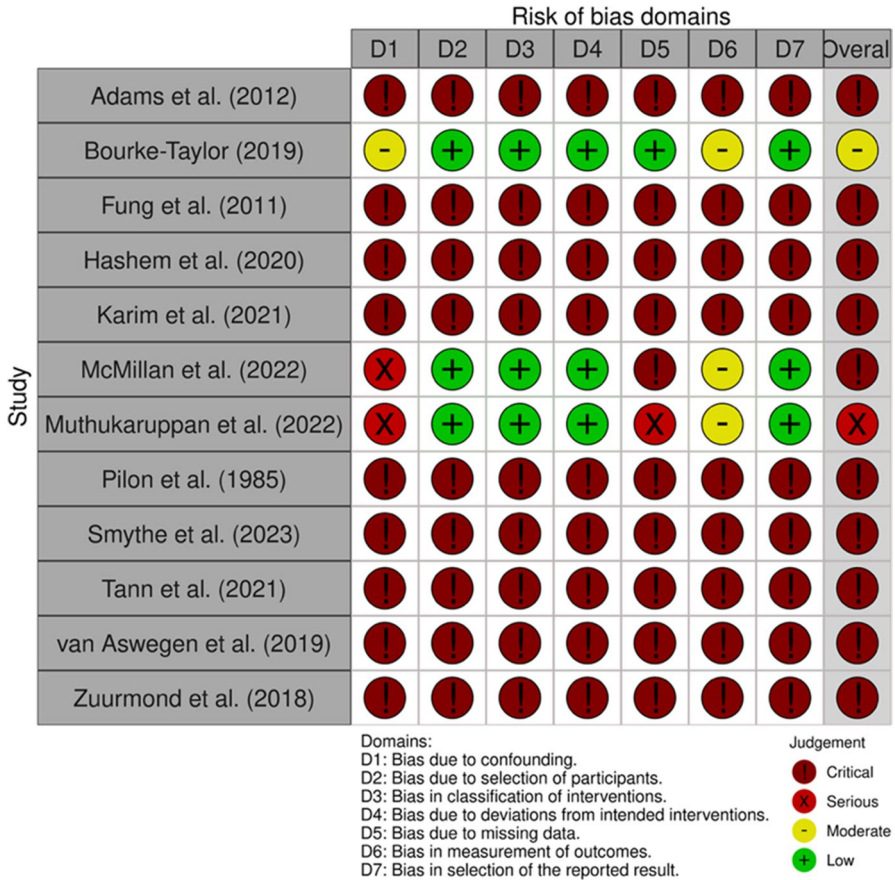 Risk of bias domains
D1 D2 D3 D4 D5 D6 D7 Overal
Study
Adams et al. (2012) ! ! ! ! ! ! ! !
Bourke-Taylor (2019) - + + + + - + -
Fung et al. (2011) ! ! ! ! ! ! ! !
Hashem et al. (2020) ! ! ! ! ! ! ! !
Karim et al. (2021) ! ! ! ! ! ! ! !
McMillan et al. (2022) X + + + ! - + !
Muthukaruppan et al. (2022) X + + + X - + X
Pilon et al. (1985) ! ! ! ! ! ! ! !
Smythe et al. (2023) ! ! ! ! ! ! ! !
Tann et al. (2021) ! ! ! ! ! ! ! !
van Aswegen et al. (2019) ! ! ! ! ! ! ! !
Zuurmond et al. (2018) ! ! ! ! ! ! ! !
Domains:
D1: Bias due to confounding.
D2: Bias due to selection of participants.
D3: Bias in classification of interventions.
D4: Bias due to deviations from intended interventions.
D5: Bias due to missing data.
D6: Bias in measurement of outcomes.
D7: Bias in selection of the reported result.
Judgement
! Critical
X Serious
- Moderate
+ Low